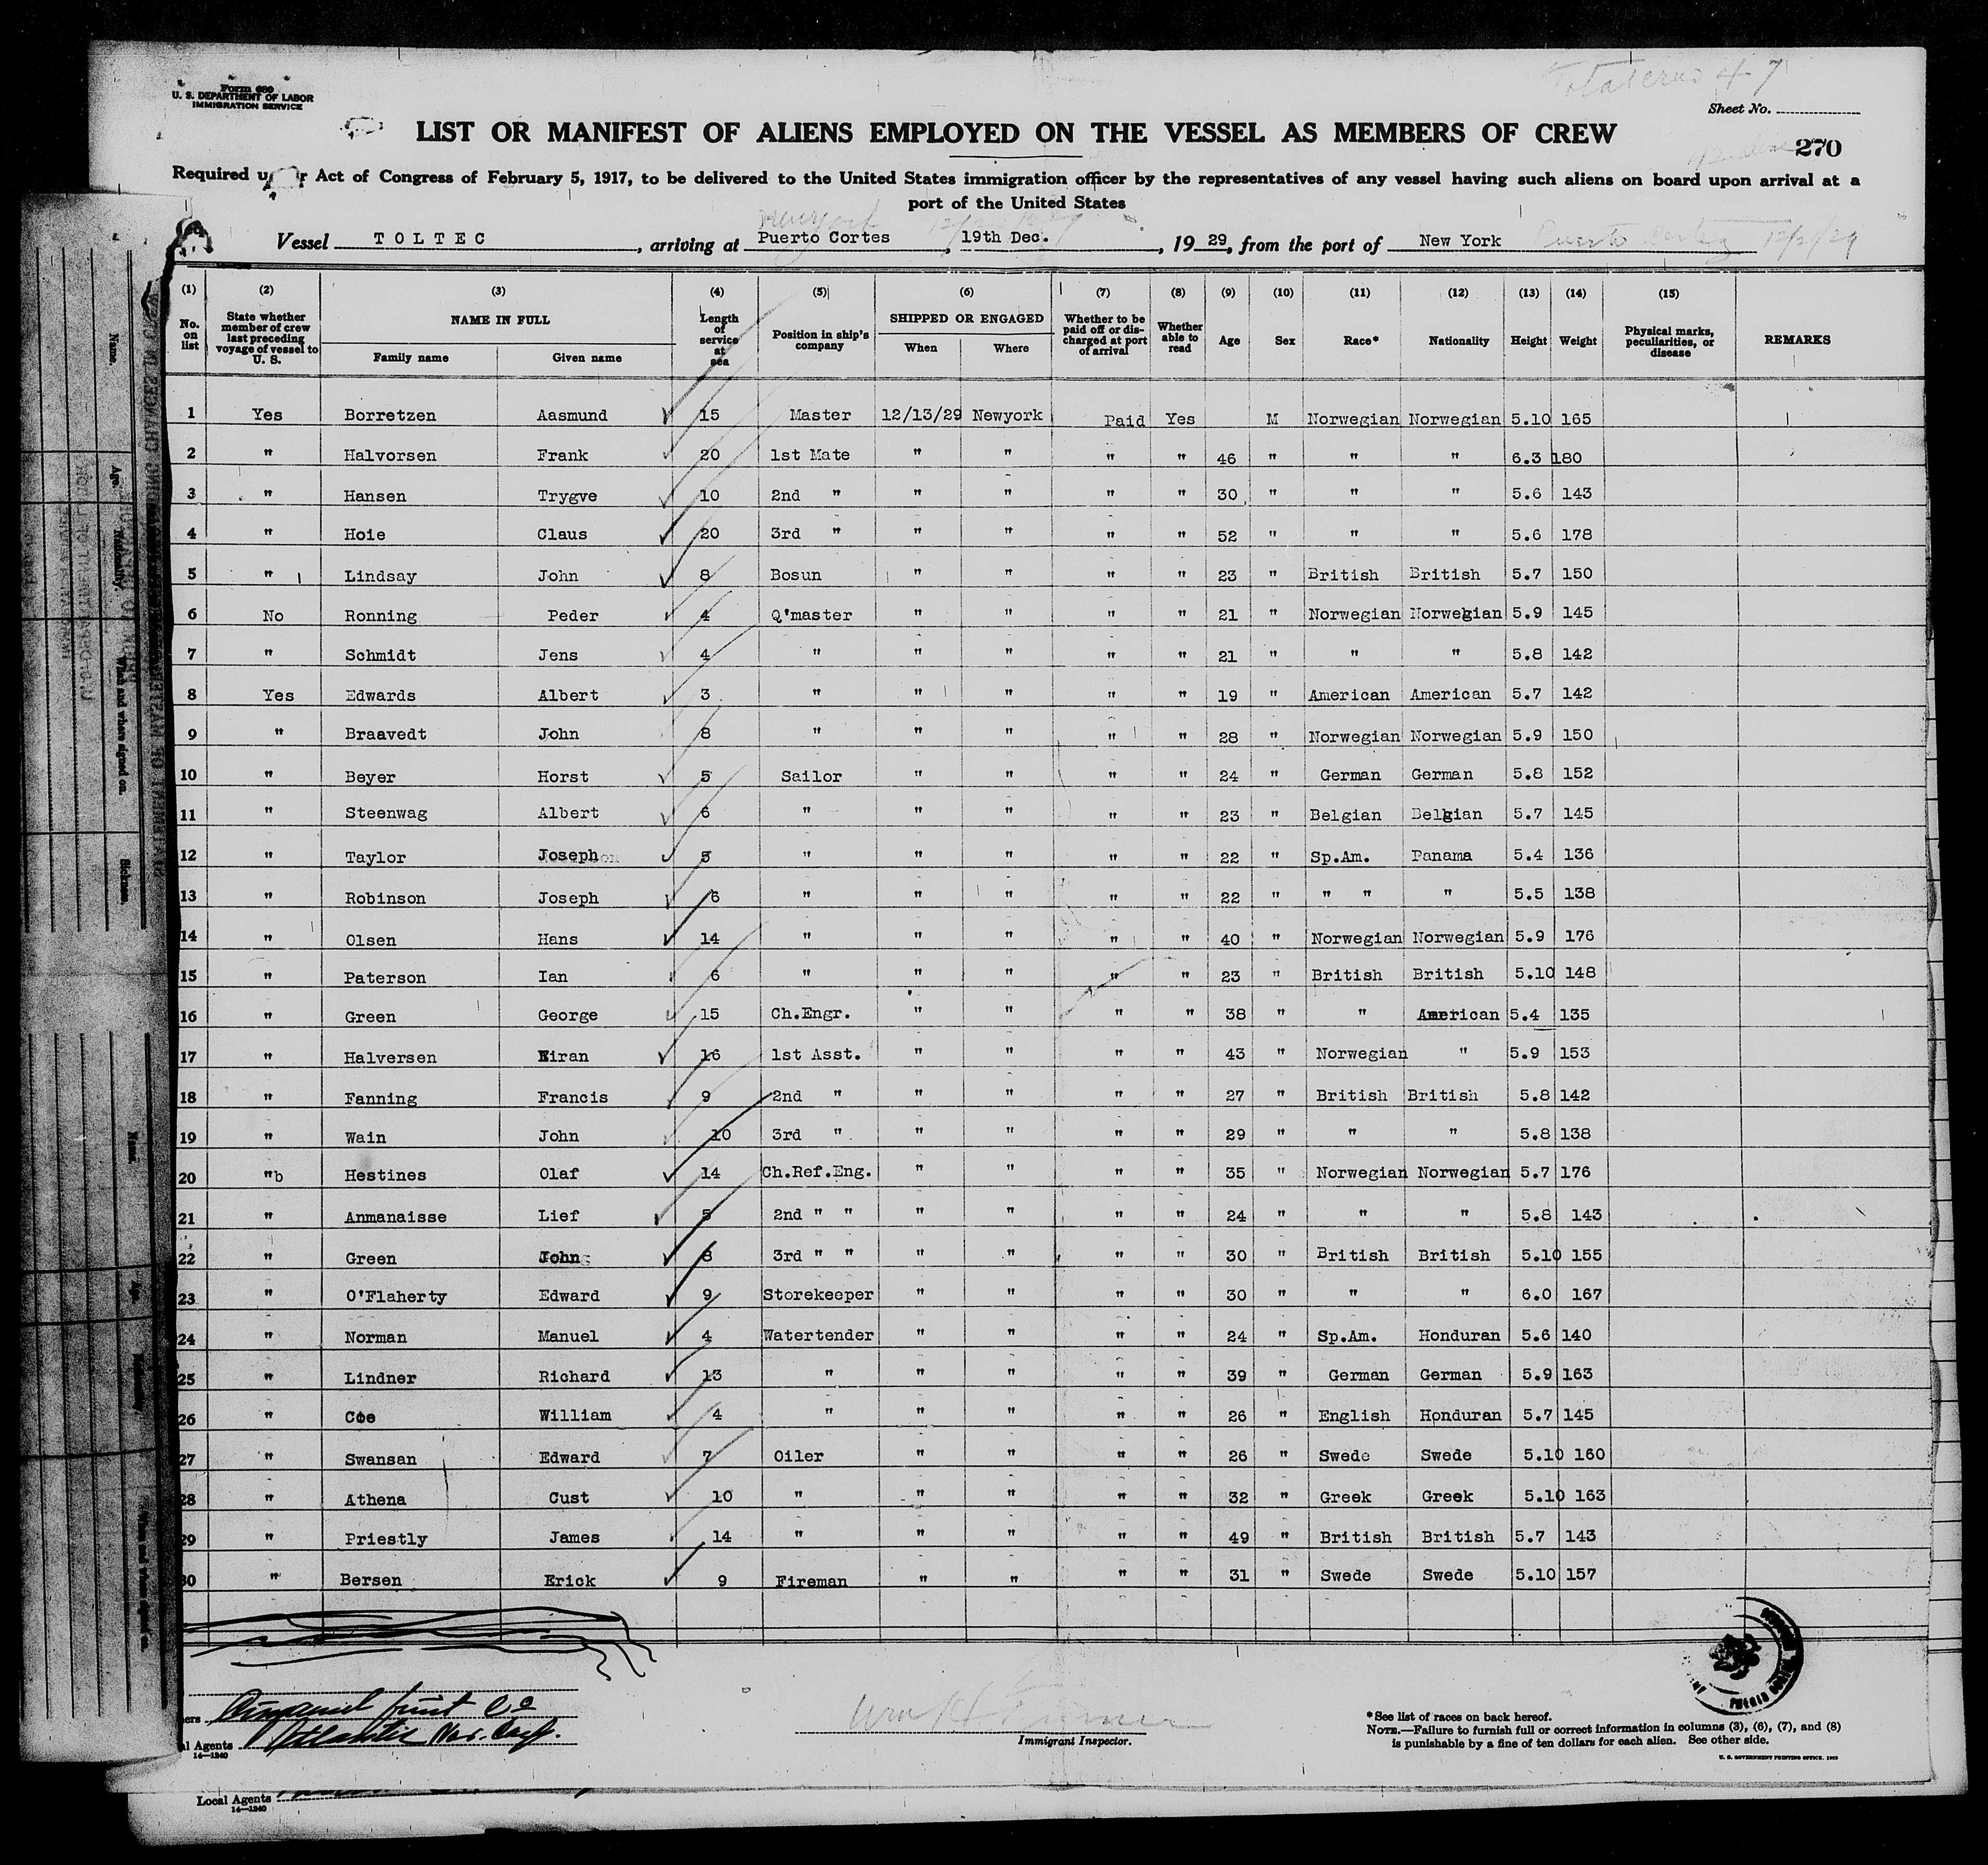 Form 680
U. S. DEPARTMENT OF LABOR
IMMIGRATION SERVICE
Sheet No.
LIST OR MANIFEST OF ALIENS EMPLOYED ON THE VESSEL AS MEMBERS OF CREW
270
Required under Act of Congress of February 5, 1917, to be delivered to the United States immigration officer by the representatives of any vessel having such aliens on board upon arrival at a
port of the United States
Vessel TOLTEC, arriving at Puerto Cortes, 19th Dec., 1929, from the port of New York Puerto Cortez 12/21/29
(1) (2) (3) (4) (5) (6) (7) (8) (9) (10) (11) (12) (13) (14) (15)
No. on list State whether member of crew last preceding voyage of vessel to U. S. NAME IN FULL Family name Given name Length of service at sea Position in ship's company SHIPPED OR ENGAGED When Where Whether to be paid off or discharged at port of arrival Whether able to read Age Sex Race* Nationality Height Weight Physical marks, peculiarities, or disease REMARKS
1 Yes Borretzen Aasmund 15 Master 12/13/29 Newyork Paid Yes M Norwegian Norwegian 5.10 165
2 " Halvorsen Frank 20 1st Mate " " " " 46 " " " 6.3 180
3 " Hansen Trygve 10 2nd " " " " " 30 " " " 5.6 143
4 " Hoie Claus 20 3rd " " " " " 52 " " " 5.6 178
5 " Lindsay John 8 Bosun " " " " 23 " British British 5.7 150
6 No Ronning Peder 4 Q'master " " " " 21 " Norwegian Norwegian 5.9 145
7 " Schmidt Jens 4 " " " " " 21 " " " 5.8 142
8 Yes Edwards Albert 3 " " " " " 19 " American American 5.7 142
9 " Braavedt John 8 " " " " " 28 " Norwegian Norwegian 5.9 150
10 " Beyer Horst 5 Sailor " " " " 24 " German German 5.8 152
11 " Steenwag Albert 6 " " " " " 23 " Belgian Belgian 5.7 145
12 " Taylor Joseph 5 " " " " " 22 " Sp.Am. Panama 5.4 136
13 " Robinson Joseph 6 " " " " " 22 " " " " 5.5 138
14 " Olsen Hans 14 " " " " " 40 " Norwegian Norwegian 5.9 176
15 " Paterson Ian 6 " " " " " 23 " British British 5.10 148
16 " Green George 15 Ch.Engr. " " " " 38 " " American 5.4 135
17 " Halversen Eiran 16 1st Asst. " " " " 43 " Norwegian " 5.9 153
18 " Fanning Francis 9 2nd " " " " " 27 " British British 5.8 142
19 " Wain John 10 3rd " " " " " 29 " " " 5.8 138
20 "b Hestines Olaf 14 Ch.Ref.Eng. " " " " 35 " Norwegian Norwegian 5.7 176
21 " Anmanaisse Lief 5 2nd " " " " " " 24 " " " 5.8 143
22 " Green John 8 3rd " " " " " " 30 " British British 5.10 155
23 " O'Flaherty Edward 9 Storekeeper " " " " 30 " " " 6.0 167
24 " Norman Manuel 4 Watertender " " " " 24 " Sp.Am. Honduran 5.6 140
25 " Lindner Richard 13 " " " " " 39 " German German 5.9 163
26 " Coe William 4 " " " " " 26 " English Honduran 5.7 145
27 " Swansan Edward 7 Oiler " " " " 26 " Swede Swede 5.10 160
28 " Athena Cust 10 " " " " " 32 " Greek Greek 5.10 163
29 " Priestly James 14 " " " " " 49 " British British 5.7 143
30 " Bersen Erick 9 Fireman " " " " 31 " Swede Swede 5.10 157
fruit Co
al Agents Atlantic Nav. Corp.
14—1240
Immigrant Inspector.
*See list of races on back hereof.
NOTE.—Failure to furnish full or correct information in columns (3), (6), (7), and (8)
is punishable by a fine of ten dollars for each alien. See other side.
U. S. GOVERNMENT PRINTING OFFICE
Local Agents
14—1240